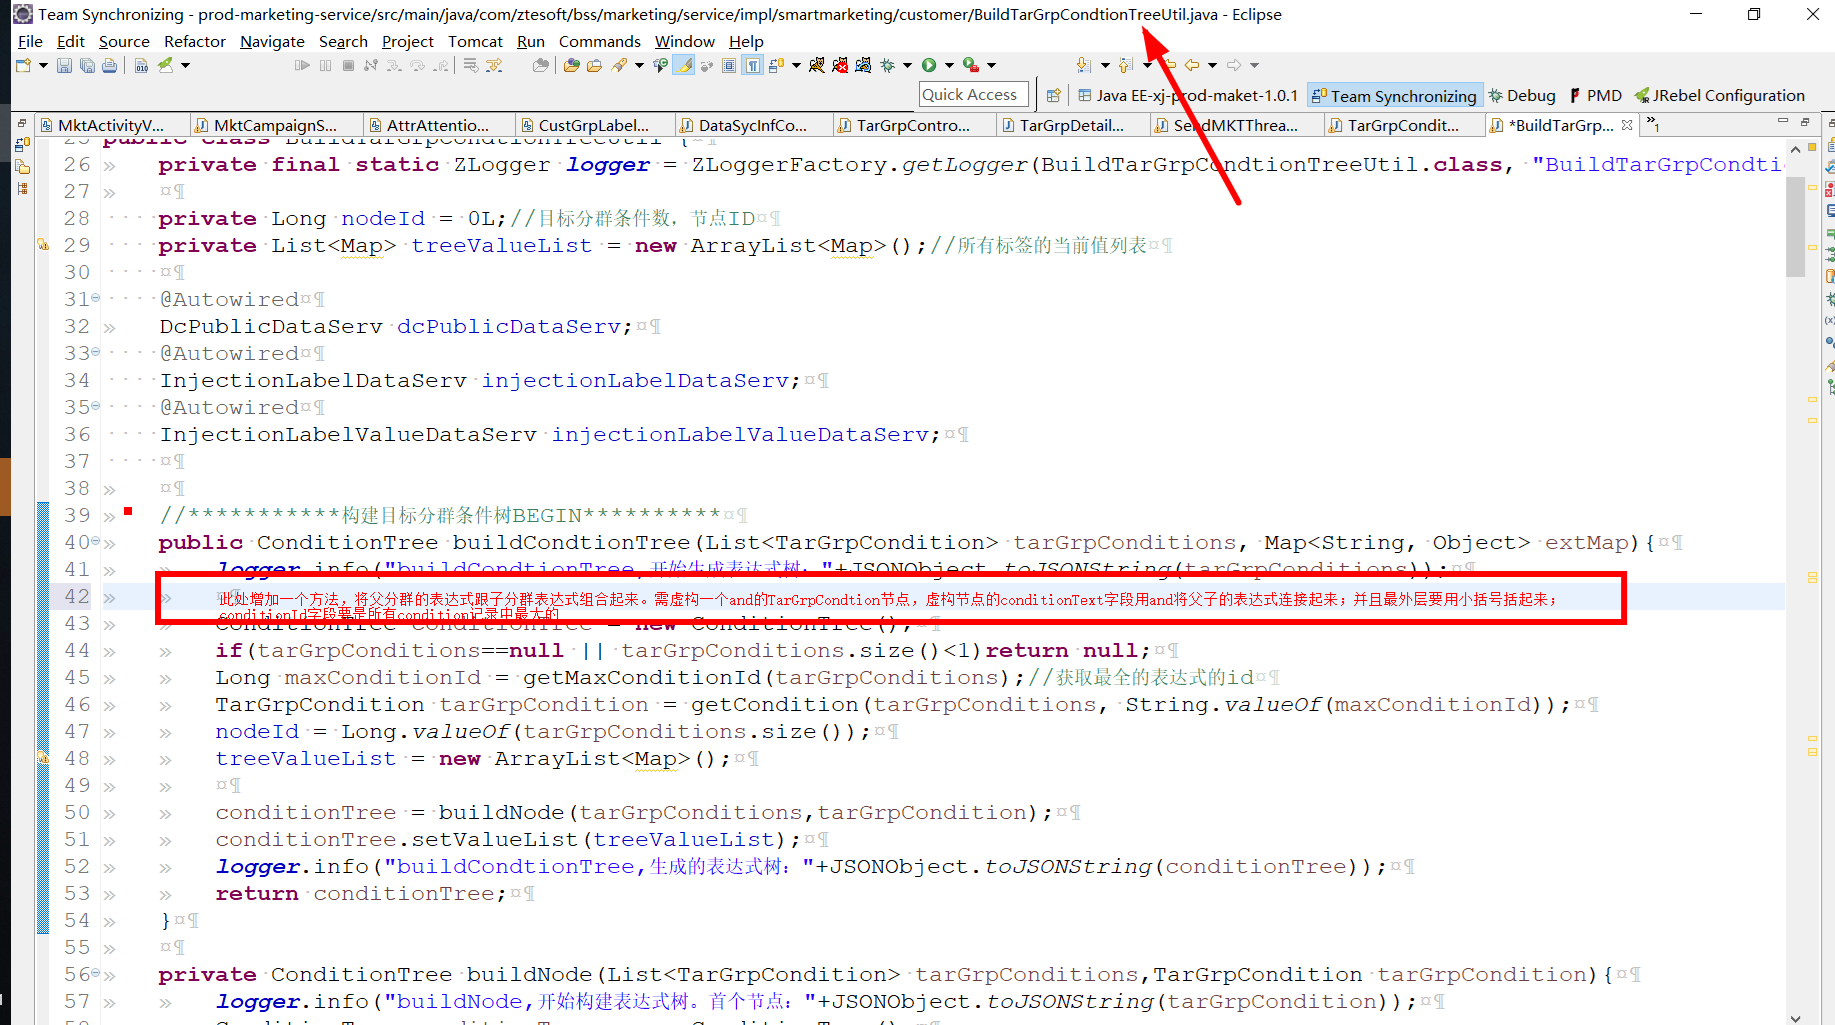 Team Synchronizing - prod-marketing-service/src/main/java/com/ztesoft/bss/marketing/service/impl/smartmarketing/customer/BuildTarGrpCondtionTreeUtil.java - Eclipse
File Edit Source Refactor Navigate Search Project Tomcat Run Commands Window Help
Quick Access Java EE-xj-prod-maket-1.0.1 Team Synchronizing Debug PMD JRebel Configuration
MktActivityV... MktCampaignS... AttrAttentio... CustGrpLabel... DataSycInfCo... TarGrpContro... TarGrpDetail... SendMKTThrea... TarGrpCondit... *BuildTarGrp... »1
25 public class BuildTarGrpCondtionTreeUtil {
26 private final static ZLogger logger = ZLoggerFactory.getLogger(BuildTarGrpCondtionTreeUtil.class, "BuildTarGrpCondti
27
28 private Long nodeId = 0L;//目标分群条件数，节点ID
29 private List<Map> treeValueList = new ArrayList<Map>();//所有标签的当前值列表
30
31 @Autowired
32 DcPublicDataServ dcPublicDataServ;
33 @Autowired
34 InjectionLabelDataServ injectionLabelDataServ;
35 @Autowired
36 InjectionLabelValueDataServ injectionLabelValueDataServ;
37
38
39 //***********构建目标分群条件树BEGIN**********
40 public ConditionTree buildCondtionTree(List<TarGrpCondition> tarGrpConditions, Map<String, Object> extMap){
41 logger.info("buildCondtionTree,开始生成表达式树："+JSONObject.toJSONString(tarGrpConditions));
42 此处增加一个方法，将父分群的表达式跟子分群表达式组合起来。需虚构一个and的TarGrpCondtion节点，虚构节点的conditionText字段用and将父子的表达式连接起来；并且最外层要用小括号括起来；
conditionId字段要是所有condition记录中最大的
43 ConditionTree conditionTree = new ConditionTree();
44 if(tarGrpConditions==null || tarGrpConditions.size()<1)return null;
45 Long maxConditionId = getMaxConditionId(tarGrpConditions);//获取最全的表达式的id
46 TarGrpCondition tarGrpCondition = getCondition(tarGrpConditions, String.valueOf(maxConditionId));
47 nodeId = Long.valueOf(tarGrpConditions.size());
48 treeValueList = new ArrayList<Map>();
49
50 conditionTree = buildNode(tarGrpConditions,tarGrpCondition);
51 conditionTree.setValueList(treeValueList);
52 logger.info("buildCondtionTree,生成的表达式树："+JSONObject.toJSONString(conditionTree));
53 return conditionTree;
54 }
55
56 private ConditionTree buildNode(List<TarGrpCondition> tarGrpConditions,TarGrpCondition tarGrpCondition){
57 logger.info("buildNode,开始构建表达式树。首个节点："+JSONObject.toJSONString(tarGrpCondition));